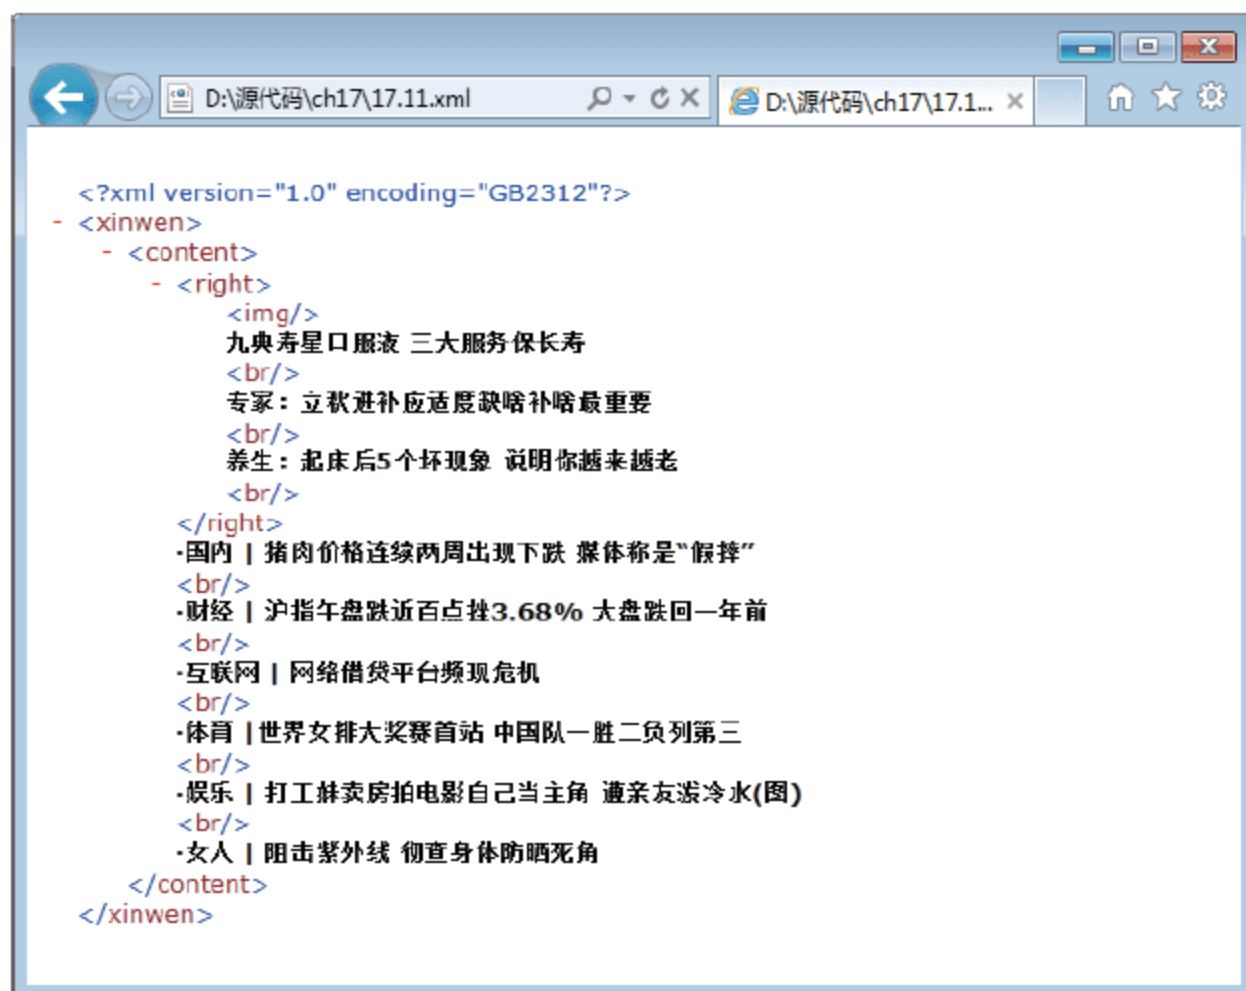 D:\源代码\ch17\17.11.xml
D:\源代码\ch17\17.1...
<?xml version="1.0" encoding="GB2312"?>
- <xinwen>
- <content>
- <right>
<img/>
九典寿星口服液 三大服务保长寿
<br/>
专家：立秋进补应适度缺啥补啥最重要
<br/>
养生：起床后5个坏现象 说明你越来越老
<br/>
</right>
·国内 | 猪肉价格连续两周出现下跌 媒体称是“假摔”
<br/>
·财经 | 沪指午盘跌近百点挫3.68% 大盘跌回一年前
<br/>
·互联网 | 网络借贷平台频现危机
<br/>
·体育 |世界女排大奖赛首站 中国队一胜二负列第三
<br/>
·娱乐 | 打工妹卖房拍电影自己当主角 遭亲友泼冷水(图)
<br/>
·女人 | 阻击紫外线 彻查身体防晒死角
</content>
</xinwen>